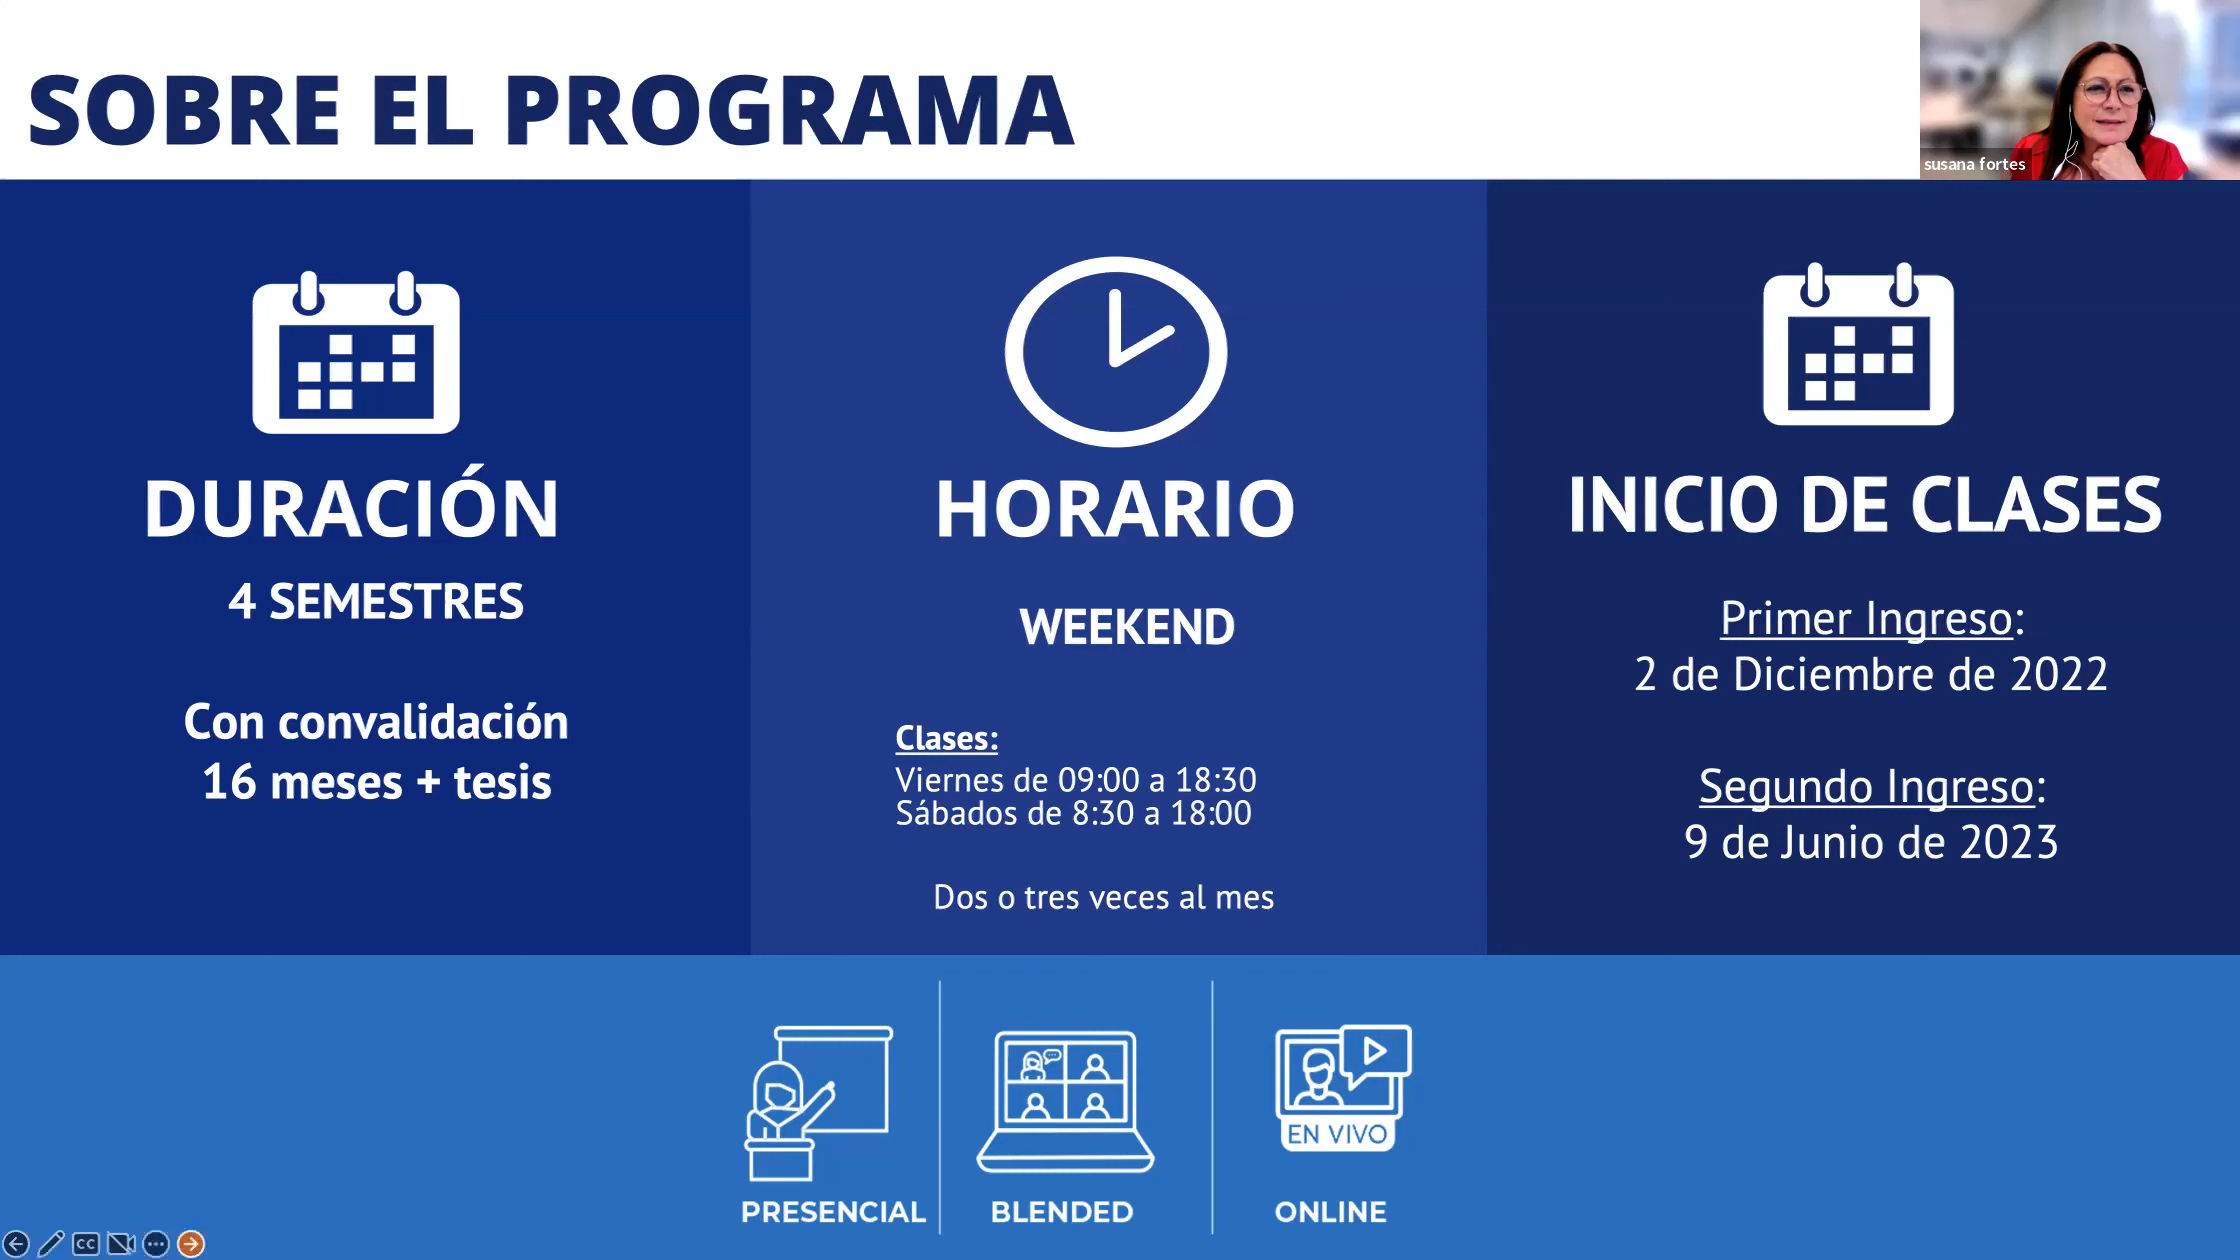 SOBRE EL PROGRAMA
susana fortes
DURACIÓN
4 SEMESTRES
Con convalidación
16 meses + tesis
HORARIO
WEEKEND
Clases:
Viernes de 09:00 a 18:30
Sábados de 8:30 a 18:00
Dos o tres veces al mes
INICIO DE CLASES
Primer Ingreso:
2 de Diciembre de 2022
Segundo Ingreso:
9 de Junio de 2023
PRESENCIAL
BLENDED
EN VIVO
ONLINE
CC